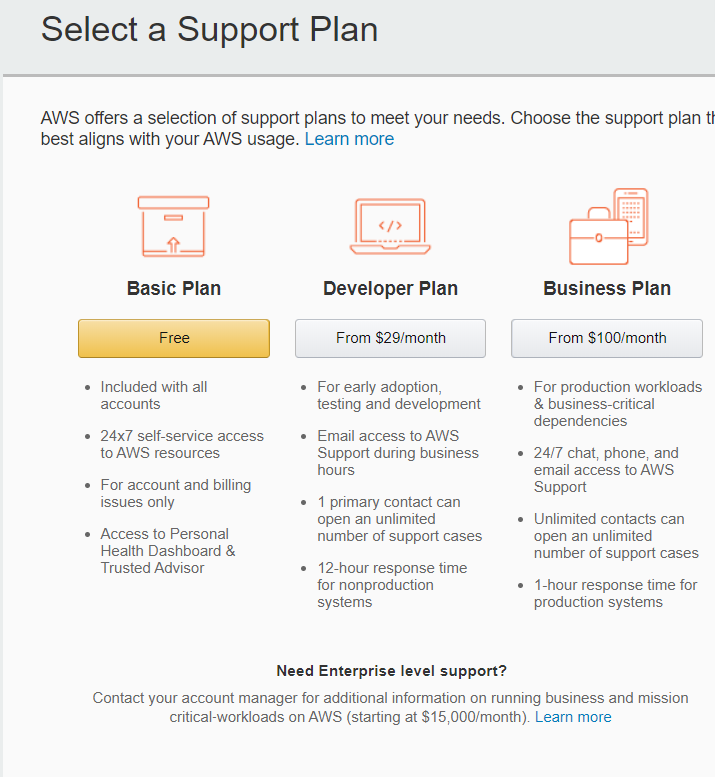 Select a Support Plan
AWS offers a selection of support plans to meet your needs. Choose the support plan
best aligns with your AWS usage. Learn more
</>
Basic Plan
Developer Plan
Business Plan
Free
From $29/month
From $100/month
Included with all
accounts
24x7 self-service access
to AWS resources
For account and billing
issues only
Access to Personal
Health Dashboard &
Trusted Advisor
For early adoption,
testing and development
Email access to AWS
Support during business
hours
1 primary contact can
open an unlimited
number of support cases
12-hour response time
for nonproduction
systems
For production workloads
& business-critical
dependencies
24/7 chat, phone, and
email access to AWS
Support
Unlimited contacts can
open an unlimited
number of support cases
1-hour response time for
production systems
Need Enterprise level support?
Contact your account manager for additional information on running business and mission
critical-workloads on AWS (starting at $15,000/month). Learn more